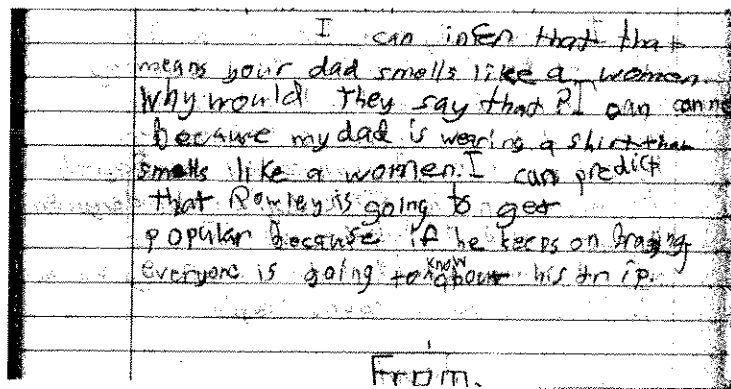 I can infer that that
means your dad smells like a women
Why would they say that? I can conne
because my dad is wearing a shirt that
smells like a women. I can predict
that Rowley is going to get
popular because if he keeps on braging
everyone is going to know about his trip.
From,